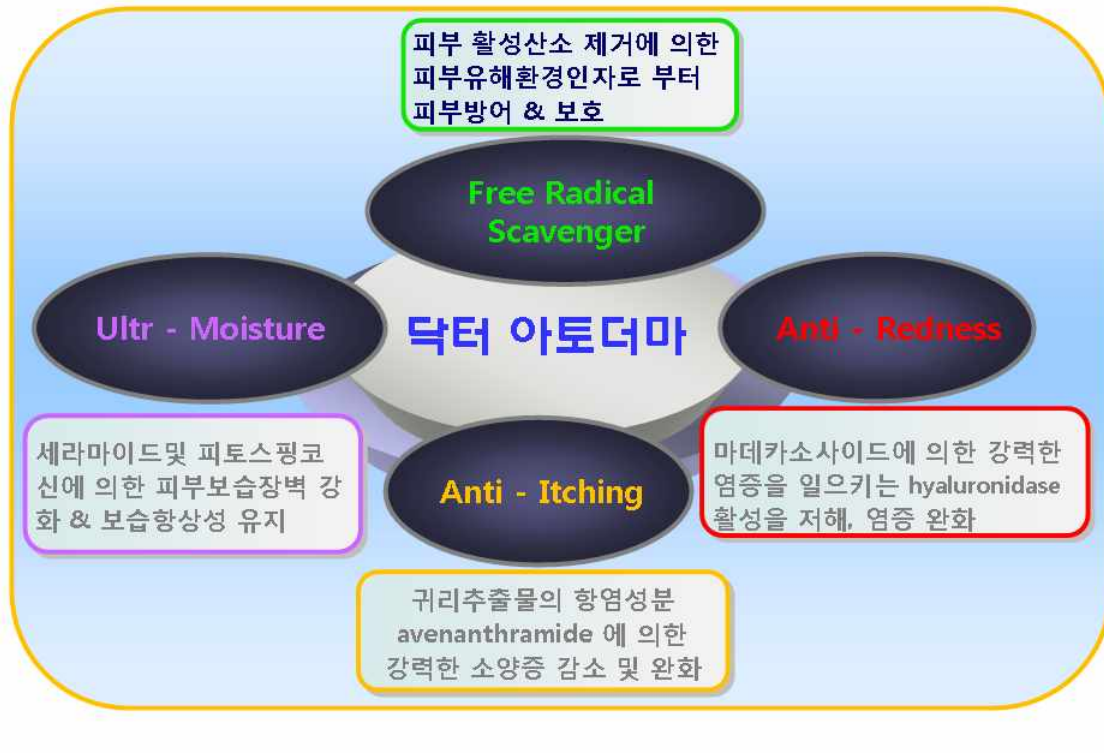 피부 활성산소 제거에 의한
피부유해환경인자로 부터
피부방어 & 보호
Free Radical
Scavenger
Ultr - Moisture
닥터 아토더마
Anti - Redness
세라마이드및 피토스핑코
신에 의한 피부보습장벽 강
화 & 보습항상성 유지
Anti - Itching
마데카소사이드에 의한 강력한
염증을 일으키는 hyaluronidase
활성을 저해, 염증 완화
귀리추출물의 항염성분
avenanthramide 에 의한
강력한 소양증 감소 및 완화